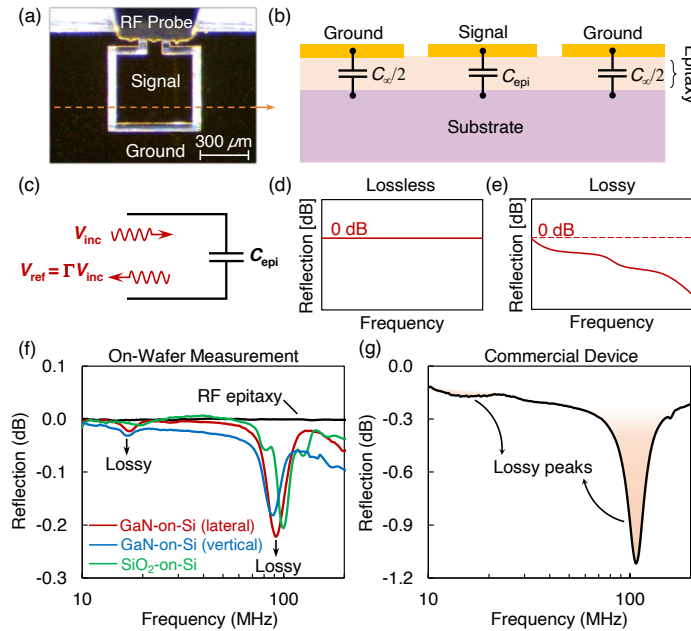 (a)
RF Probe
Signal
Ground
300 μm
(b)
Ground
Signal
Ground
C∞/2
Cepi
C∞/2
Epitaxy
Substrate
(c)
Vinc
Vref = ΓVinc
Cepi
(d)
Lossless
0 dB
Reflection [dB]
Frequency
(e)
Lossy
0 dB
Reflection [dB]
Frequency
(f)
On-Wafer Measurement
0.1
0.0
-0.1
-0.2
-0.3
Reflection (dB)
RF epitaxy
Lossy
Lossy
GaN-on-Si (lateral)
GaN-on-Si (vertical)
SiO2-on-Si
10
100
Frequency (MHz)
(g)
Commercial Device
0.0
-0.3
-0.6
-0.9
-1.2
Reflection (dB)
Lossy peaks
10
100
Frequency (MHz)